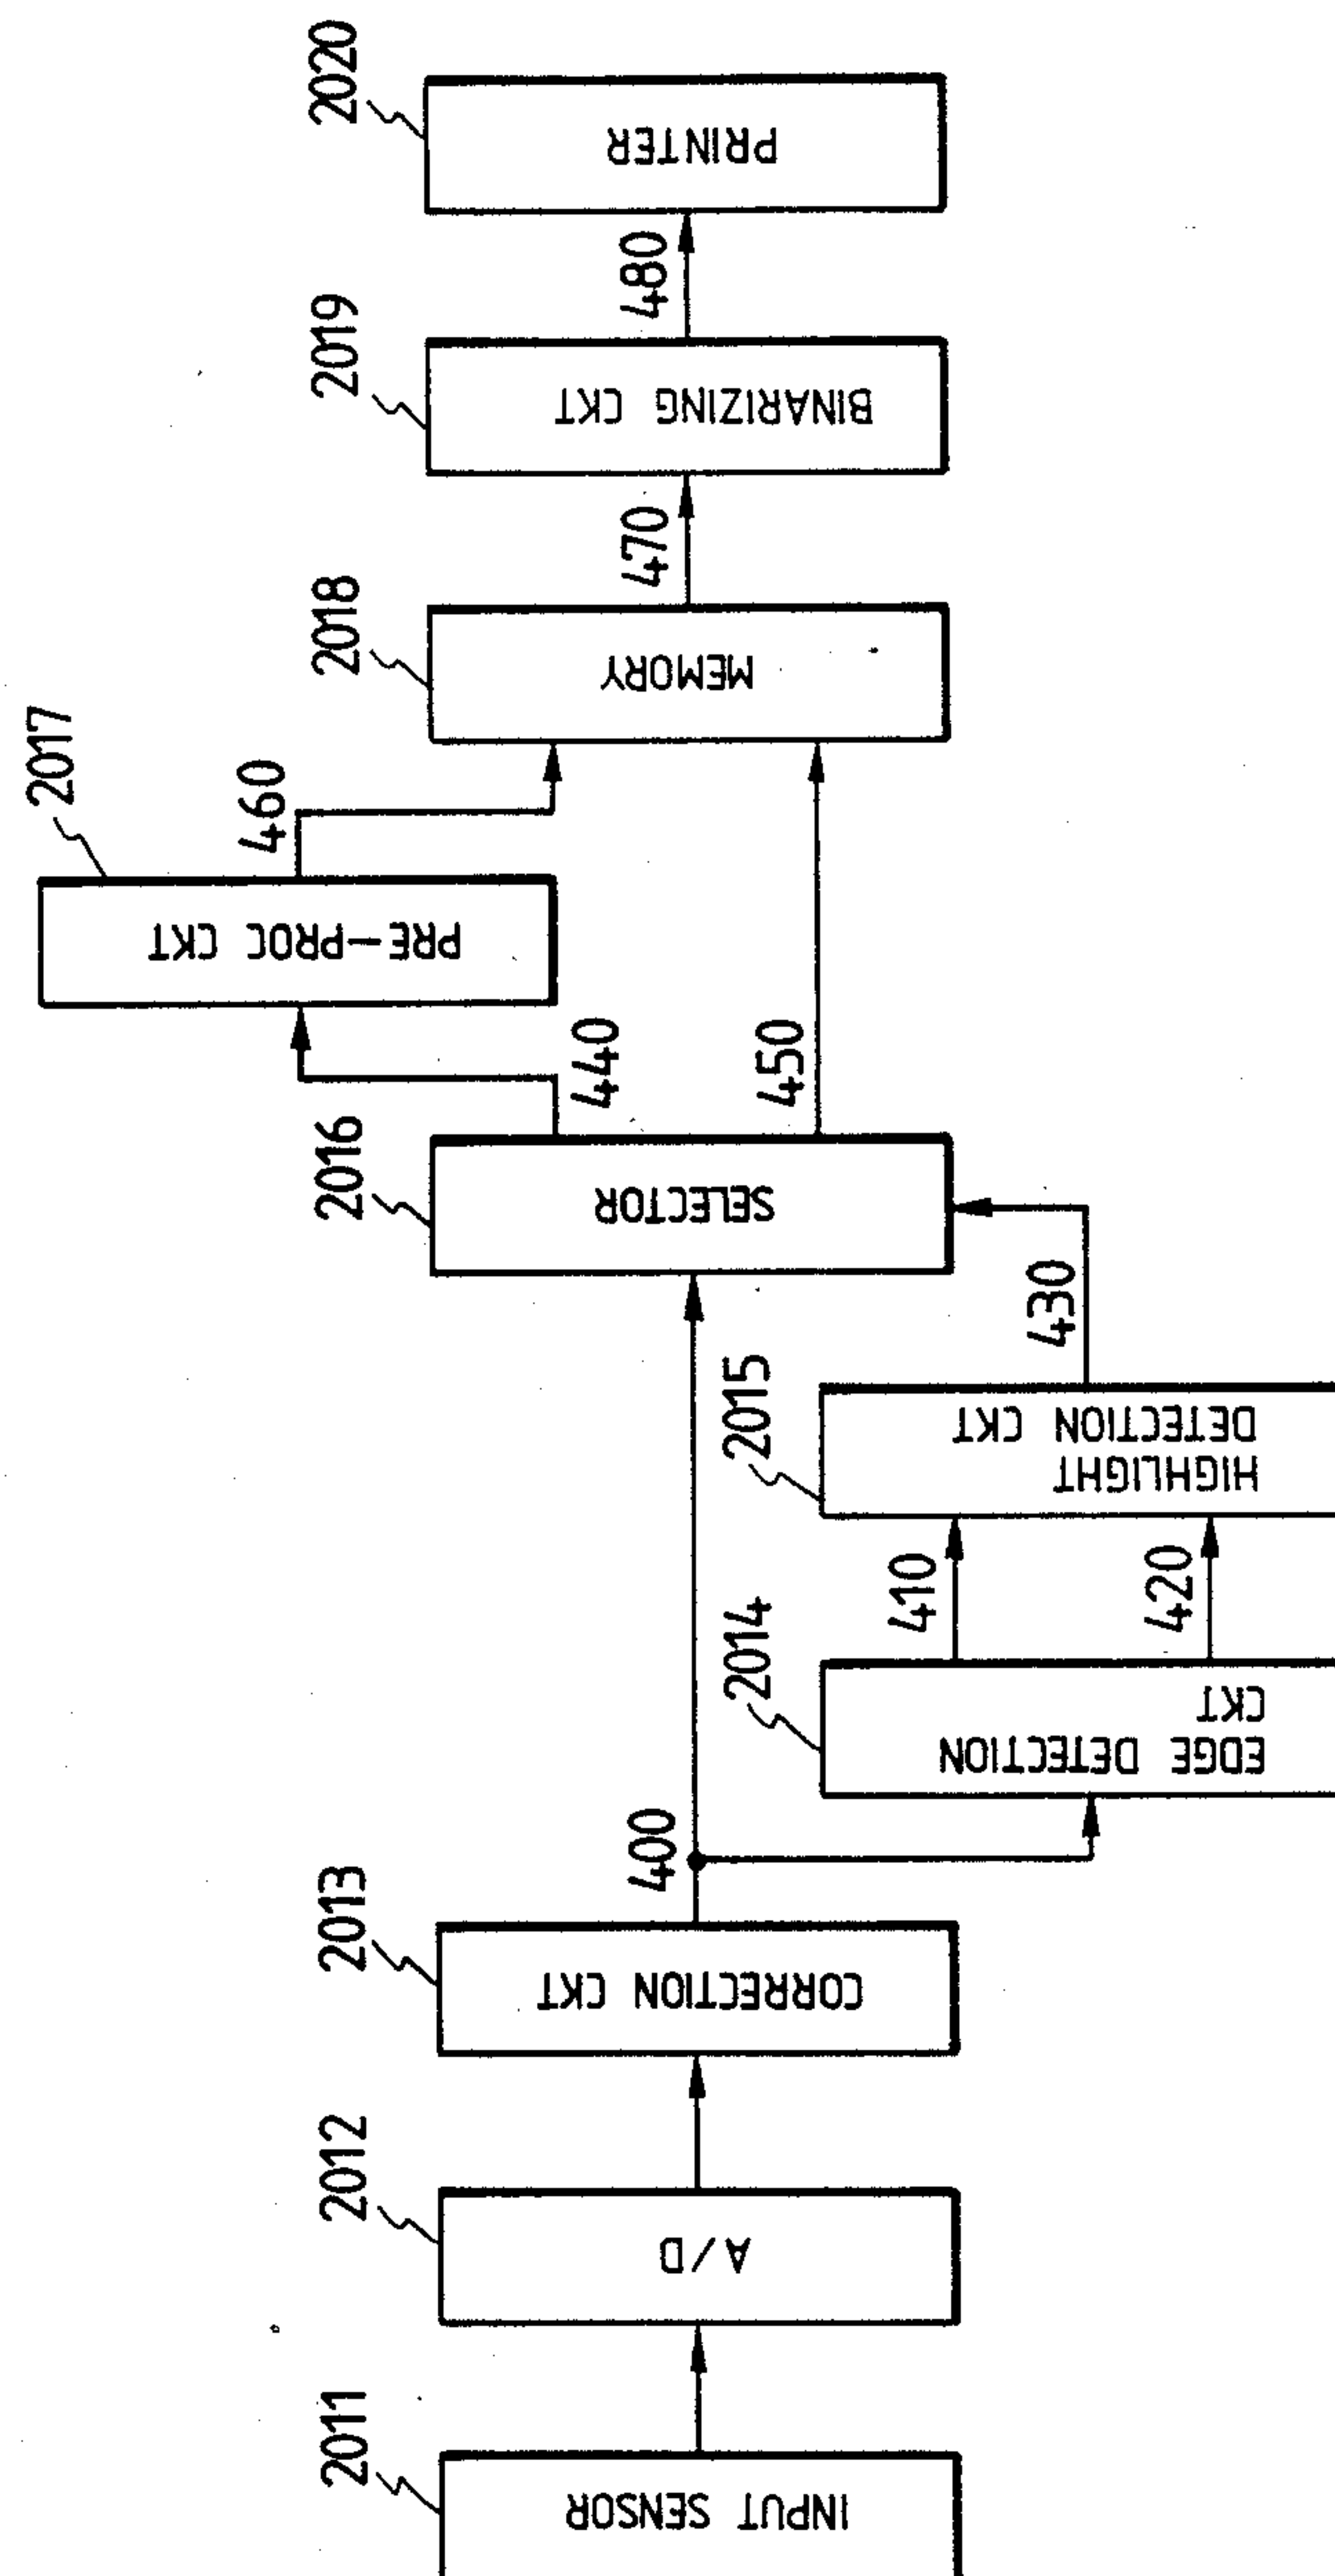 2011
INPUT SENSOR
2012
A/D
2013
CORRECTION CKT
400
2014
EDGE DETECTION
CKT
410
420
2015
HIGHLIGHT
DETECTION CKT
430
2016
SELECTOR
440
450
2017
PRE-PROC CKT
460
2018
MEMORY
470
2019
BINARIZING CKT
480
2020
PRINTER